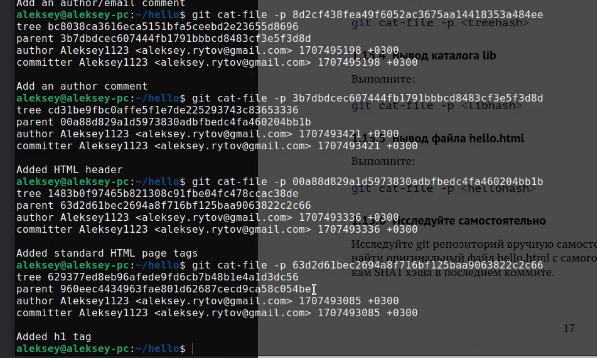 Add an author/email comment
aleksey@aleksey-pc:~/hello$ git cat-file -p 8d2cf438fea49f6052ac3675aa14418353a484ee
tree bc8038ca3616eca5151bfa5ceebd2e23655d8696
parent 3b7dbdcec607444fb1791bbbcd8483cf3e5f3d8d
author Aleksey1123 <aleksey.rytov@gmail.com> 1707495198 +0300
committer Aleksey1123 <aleksey.rytov@gmail.com> 1707495198 +0300

Add an author comment
aleksey@aleksey-pc:~/hello$ git cat-file -p 3b7dbdcec607444fb1791bbbcd8483cf3e5f3d8d
tree cd31be9fbc0affe5f1e7de225293743c83653336
parent 00a88d829a1d5973830adbfbedc4fa460204bb1b
author Aleksey1123 <aleksey.rytov@gmail.com> 1707493421 +0300
committer Aleksey1123 <aleksey.rytov@gmail.com> 1707493421 +0300

Added HTML header
aleksey@aleksey-pc:~/hello$ git cat-file -p 00a88d829a1d5973830adbfbedc4fa460204bb1b
tree 1483b0f97465b821308c91fbe04fc478ccac38de
parent 63d2d61bec2694a8f716bf125baa9063822c2c66
author Aleksey1123 <aleksey.rytov@gmail.com> 1707493336 +0300
committer Aleksey1123 <aleksey.rytov@gmail.com> 1707493336 +0300

Added standard HTML page tags
aleksey@aleksey-pc:~/hello$ git cat-file -p 63d2d61bec2694a8f716bf125baa9063822c2c66
tree 629377ed8eb96afede9fd6cb7b48b1e4a1d3dc56
parent 960eec4434963fae801d62687cecd9ca58c054be
author Aleksey1123 <aleksey.rytov@gmail.com> 1707493085 +0300
committer Aleksey1123 <aleksey.rytov@gmail.com> 1707493085 +0300

Added h1 tag
aleksey@aleksey-pc:~/hello$
git cat-file -p <treehash>
Вывод каталога lib
Выполните:
git cat-file -p <libhash>
Вывод файла hello.html
Выполните:
git cat-file -p <hellohash>
Исследуйте самостоятельно
Исследуйте git репозиторий вручную самосто
найти оригинальный файл hello.html с самого
кам SHA1 хэша в последнем коммите.
17